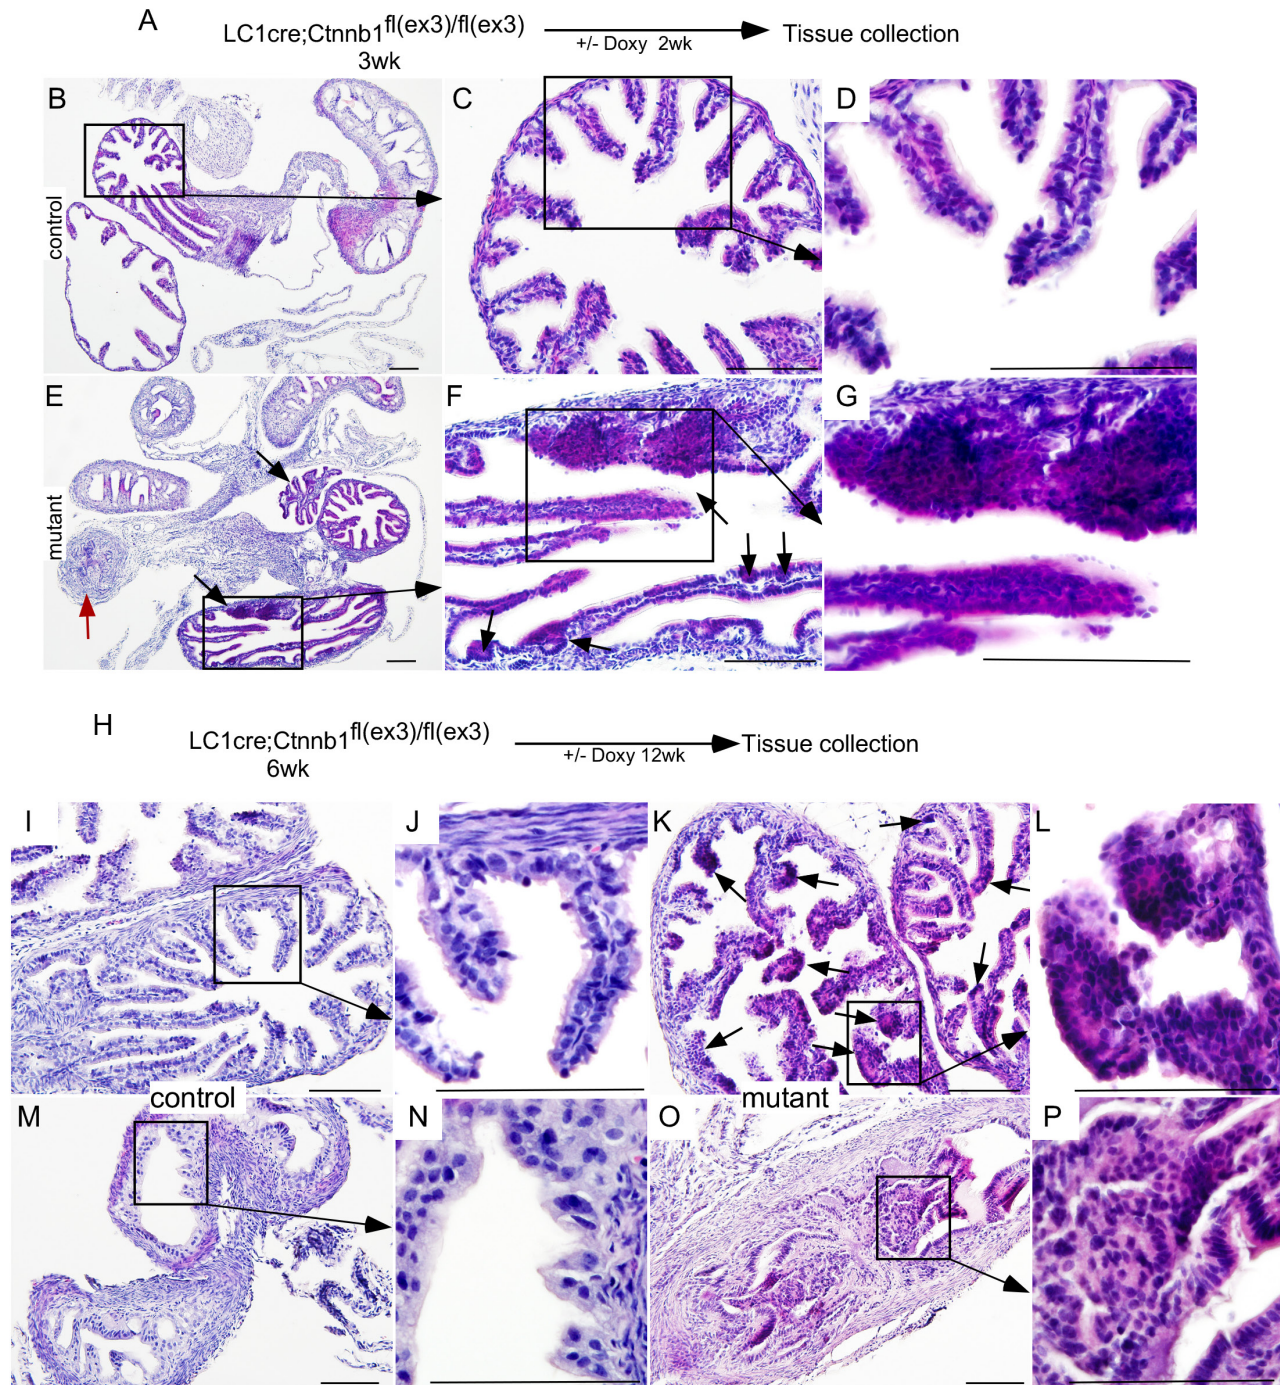 A
LC1cre;Ctnnb1fl(ex3)/fl(ex3)
3wk
+/- Doxy 2wk
Tissue collection
B
C
D
control
E
F
G
mutant
H
LC1cre;Ctnnb1fl(ex3)/fl(ex3)
6wk
+/- Doxy 12wk
Tissue collection
I
J
K
L
control
mutant
M
N
O
P